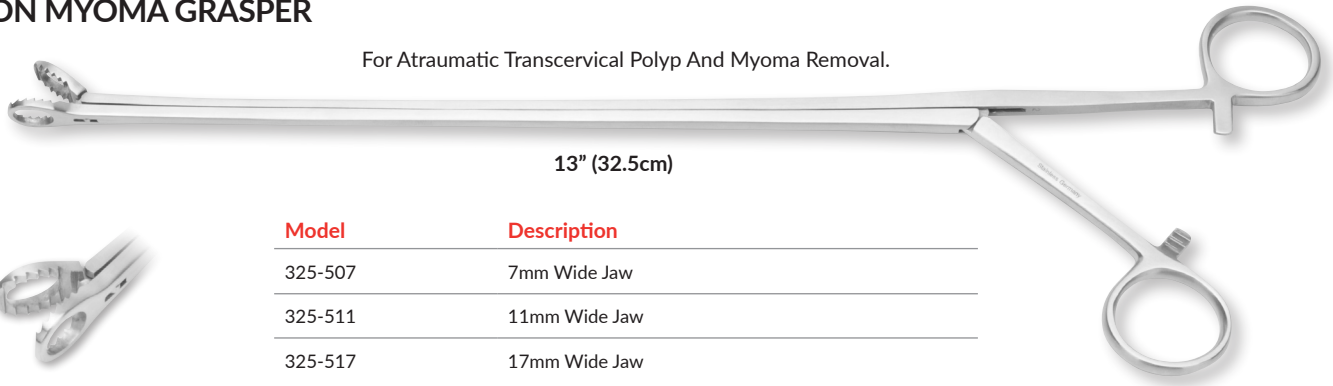 ON MYOMA GRASPER
For Atraumatic Transcervical Polyp And Myoma Removal.
13” (32.5cm)
Model Description
325-507 7mm Wide Jaw
325-511 11mm Wide Jaw
325-517 17mm Wide Jaw